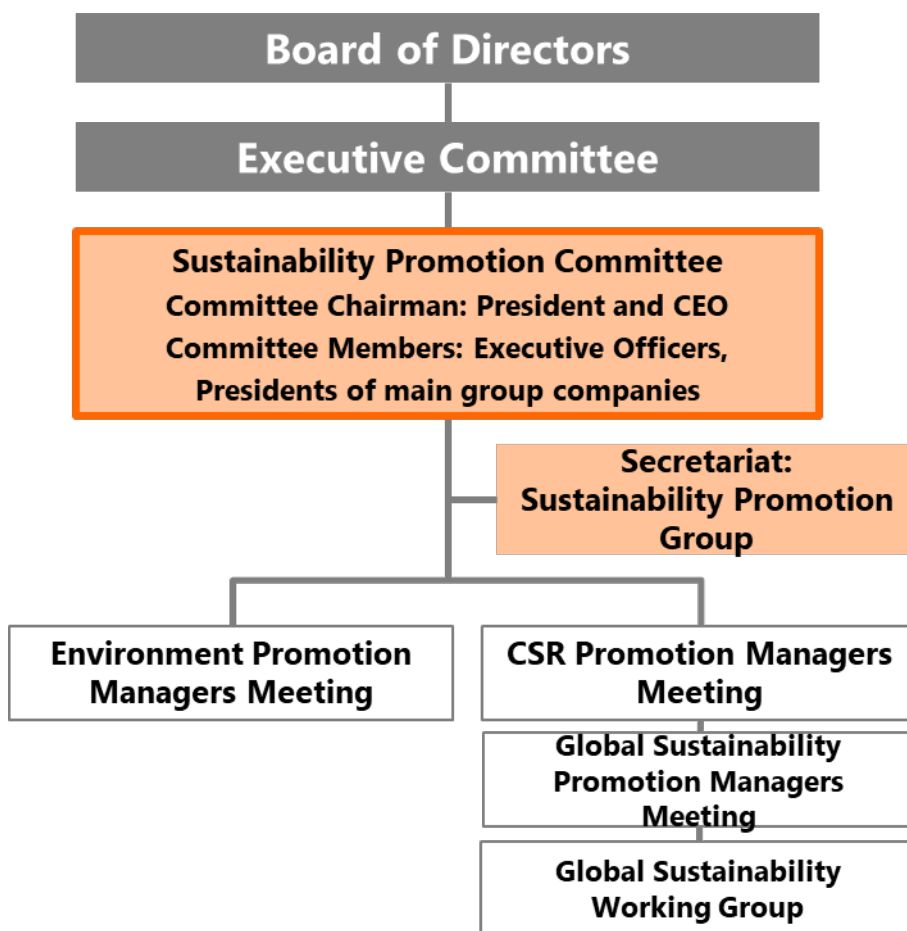 Board of Directors
Executive Committee
Sustainability Promotion Committee
Committee Chairman: President and CEO
Committee Members: Executive Officers,
Presidents of main group companies
Secretariat:
Sustainability Promotion
Group
Environment Promotion
Managers Meeting
CSR Promotion Managers
Meeting
Global Sustainability
Promotion Managers
Meeting
Global Sustainability
Working Group